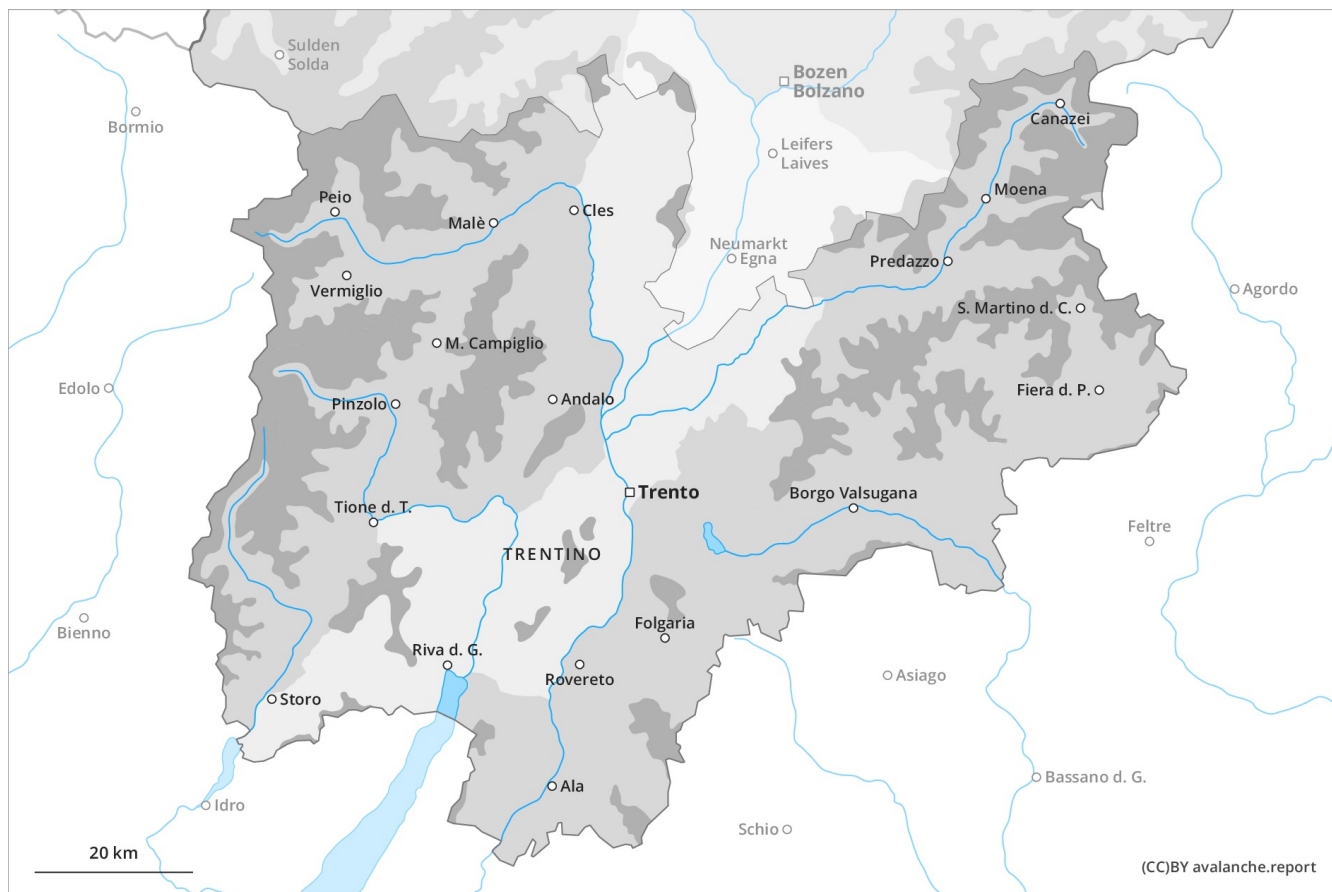 Sulden
Solda
Bozen
Bolzano
Bormio
Canazei
Leifers
Laives
Moena
Peio
Malè
Cles
Neumarkt
Egna
Predazzo
Vermiglio
Agordo
S. Martino d. C.
M. Campiglio
Edolo
Fiera d. P.
Pinzolo
Andalo
Trento
Borgo Valsugana
Tione d. T.
Feltre
TRENTINO
Bienno
Folgaria
Riva d. G.
Rovereto
Asiago
Storo
Ala
Bassano d. G.
Idro
Schio
20 km
(CC)BY avalanche.report